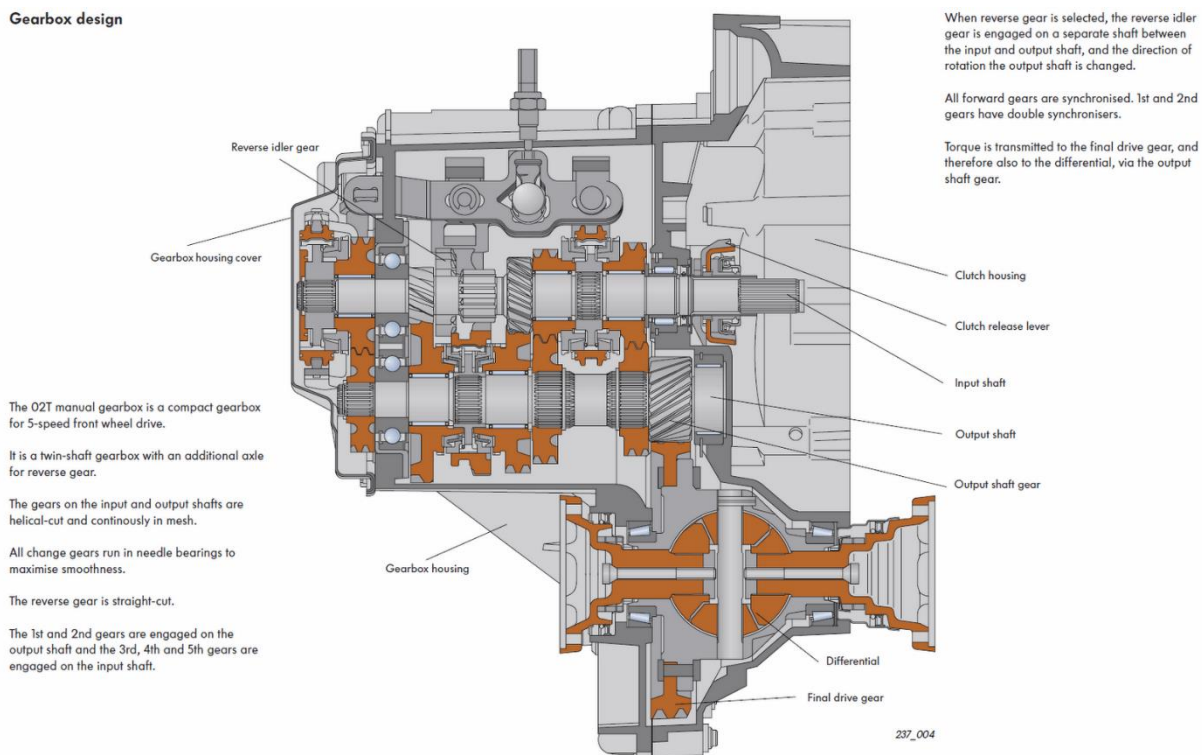 Gearbox design
When reverse gear is selected, the reverse idler
gear is engaged on a separate shaft between
the input and output shaft, and the direction of
rotation the output shaft is changed.
All forward gears are synchronised. 1st and 2nd
gears have double synchronisers.
Torque is transmitted to the final drive gear, and
therefore also to the differential, via the output
shaft gear.
Reverse idler gear
Gearbox housing cover
Clutch housing
Clutch release lever
Input shaft
Output shaft
Output shaft gear
The 02T manual gearbox is a compact gearbox
for 5-speed front wheel drive.
It is a twin-shaft gearbox with an additional axle
for reverse gear.
The gears on the input and output shafts are
helical-cut and continously in mesh.
All change gears run in needle bearings to
maximise smoothness.
The reverse gear is straight-cut.
The 1st and 2nd gears are engaged on the
output shaft and the 3rd, 4th and 5th gears are
engaged on the input shaft.
Gearbox housing
Differential
Final drive gear
237_004